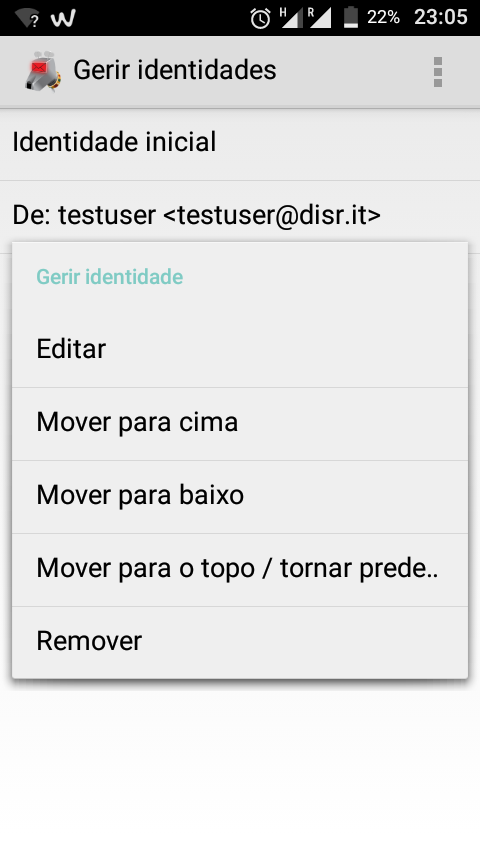 ? W H R 22% 23:05
Gerir identidades
Identidade inicial
De: testuser <testuser@disr.it>
Gerir identidade
Editar
Mover para cima
Mover para baixo
Mover para o topo / tornar prede..
Remover